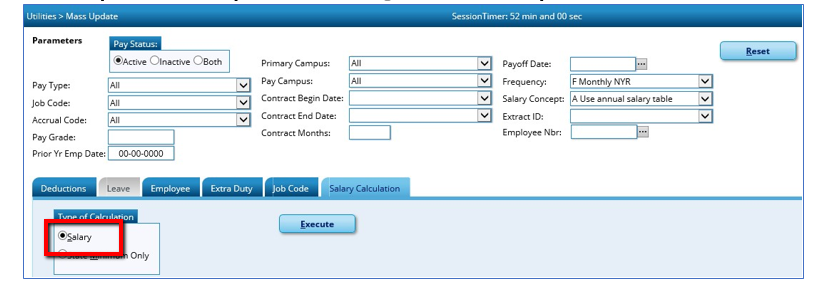 Utilities > Mass Update SessionTimer: 52 min and 00 sec
Parameters Pay Status:
Active Inactive Both
Reset
Primary Campus: All Payoff Date: ...
Pay Type: All Pay Campus: All Frequency: F Monthly NYR
Job Code: All Contract Begin Date: Salary Concept: A Use annual salary table
Accrual Code: All Contract End Date: Extract ID:
Pay Grade: Contract Months: Employee Nbr: ...
Prior Yr Emp Date: 00-00-0000
Deductions Leave Employee Extra Duty Job Code Salary Calculation
Type of Calculation
Execute
Salary
State Minimum Only